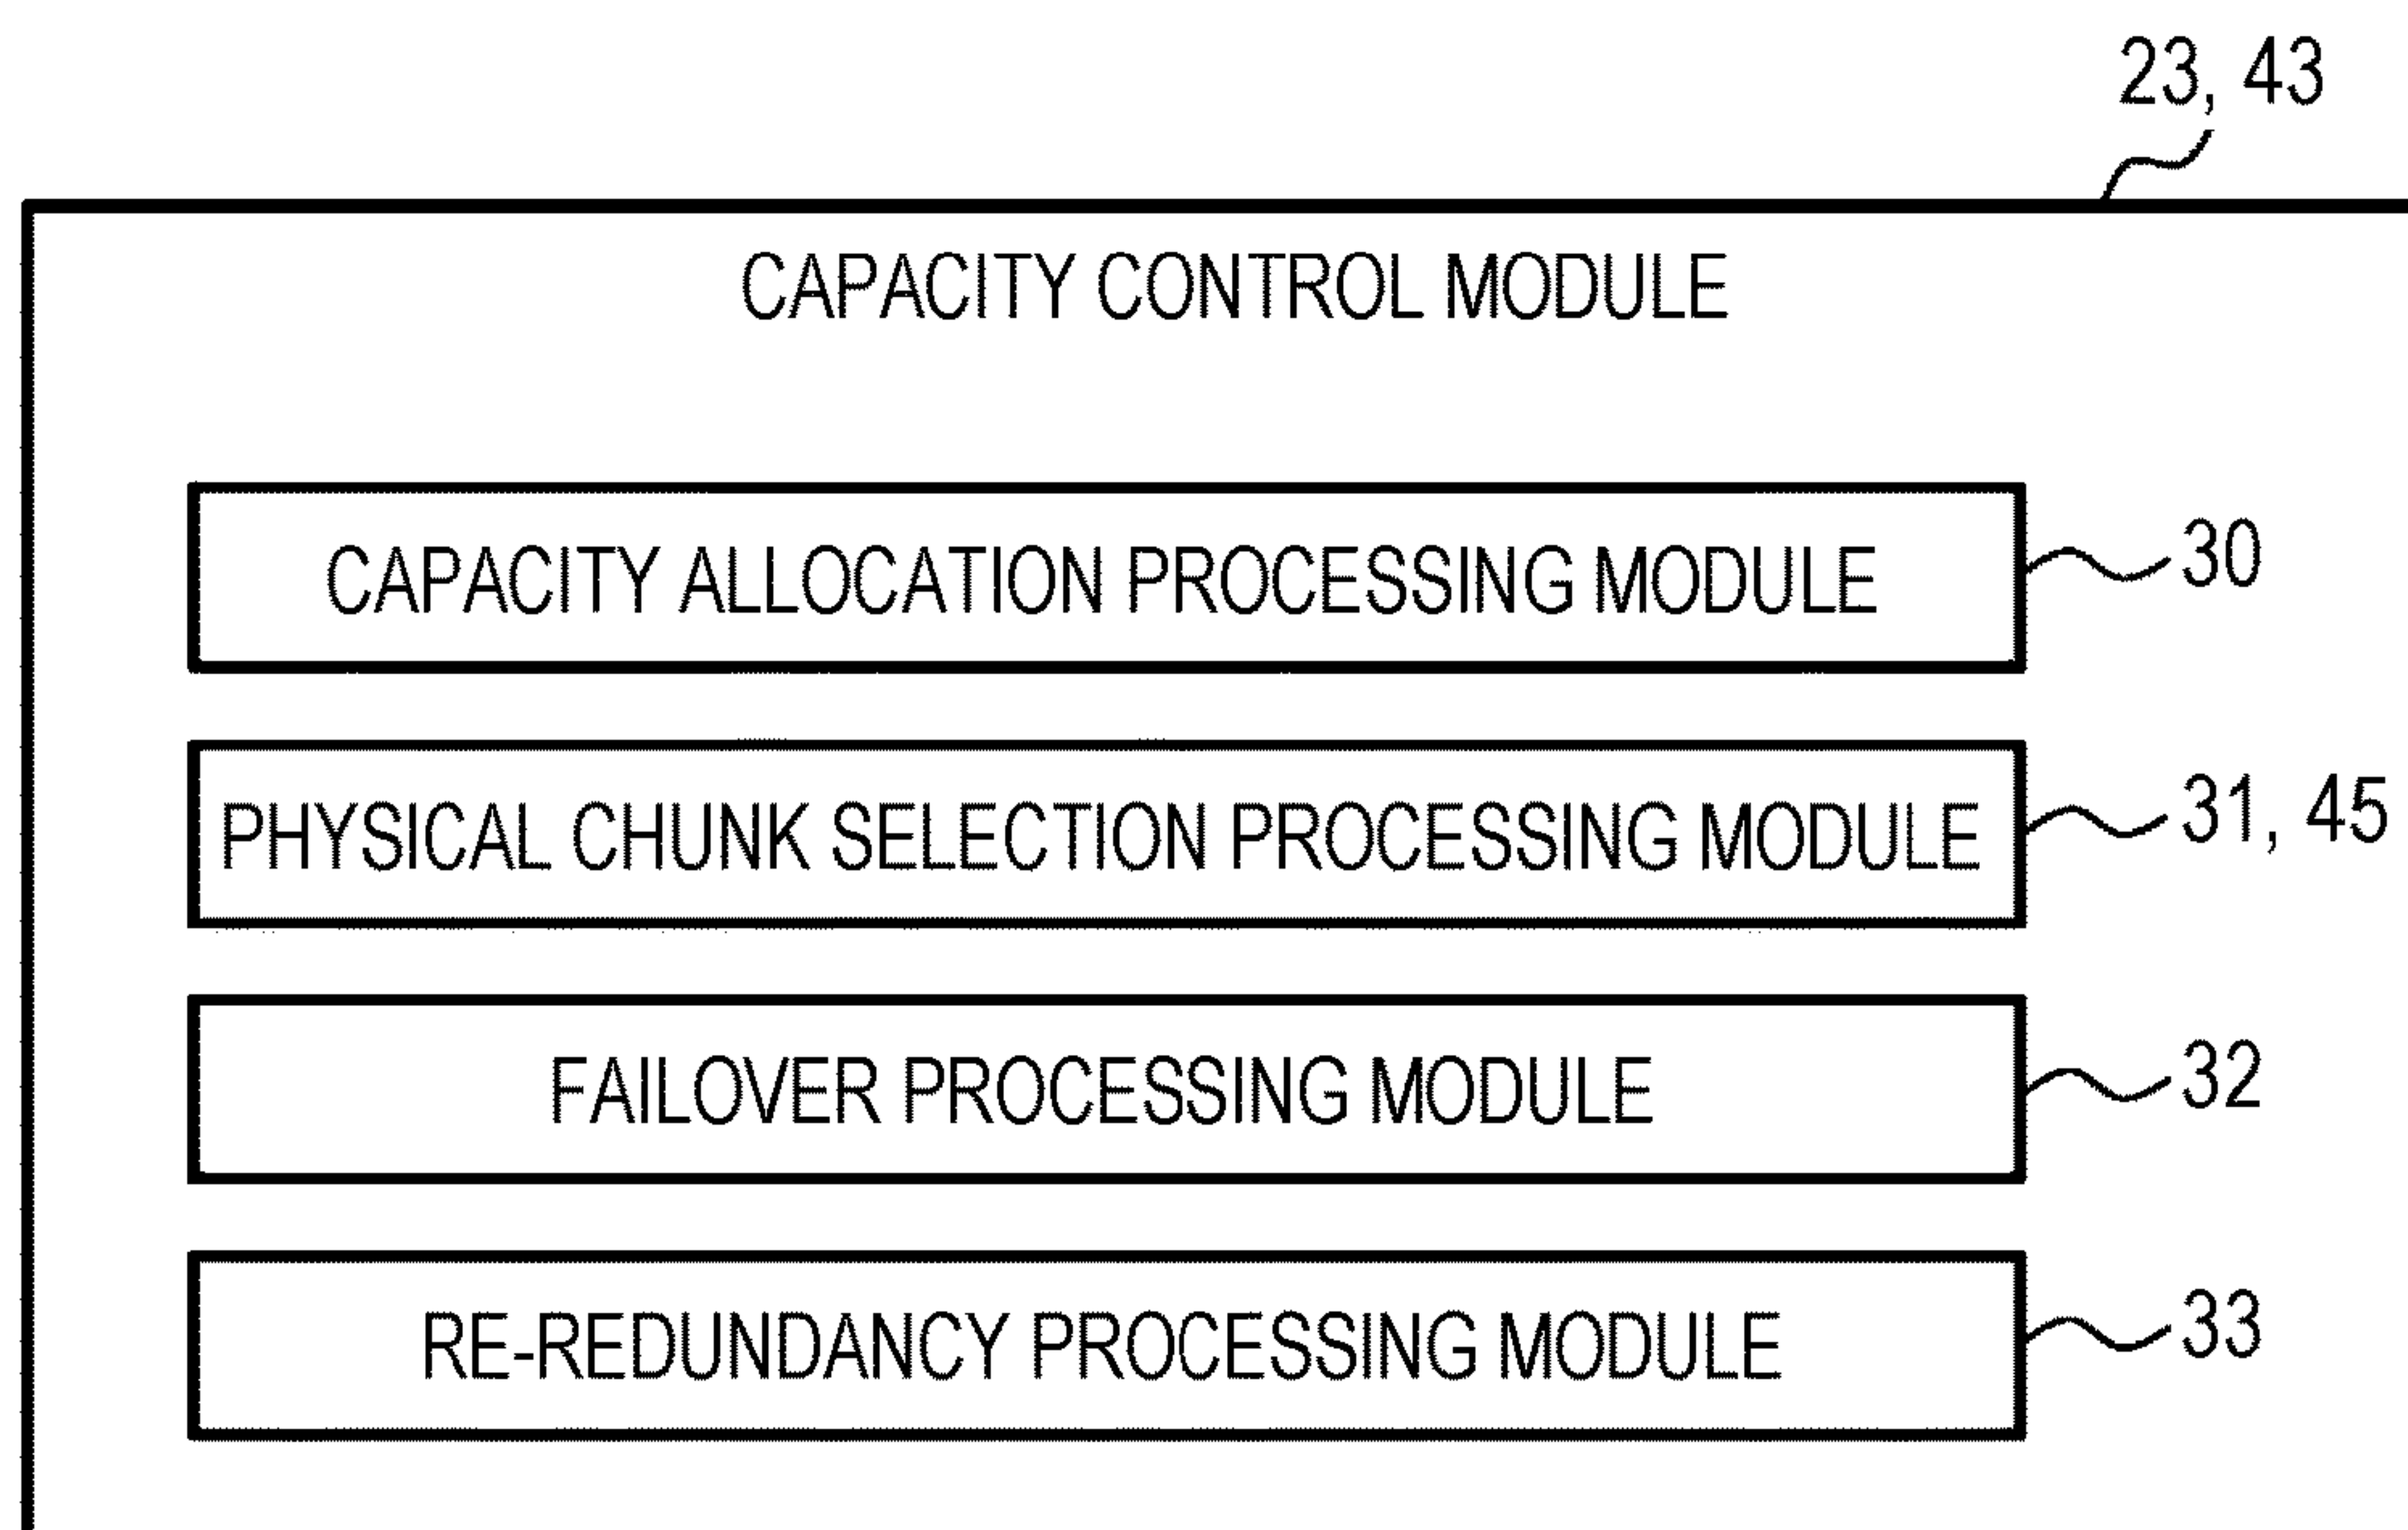 23, 43
CAPACITY CONTROL MODULE
CAPACITY ALLOCATION PROCESSING MODULE
30
PHYSICAL CHUNK SELECTION PROCESSING MODULE
31, 45
FAILOVER PROCESSING MODULE
32
RE-REDUNDANCY PROCESSING MODULE
33